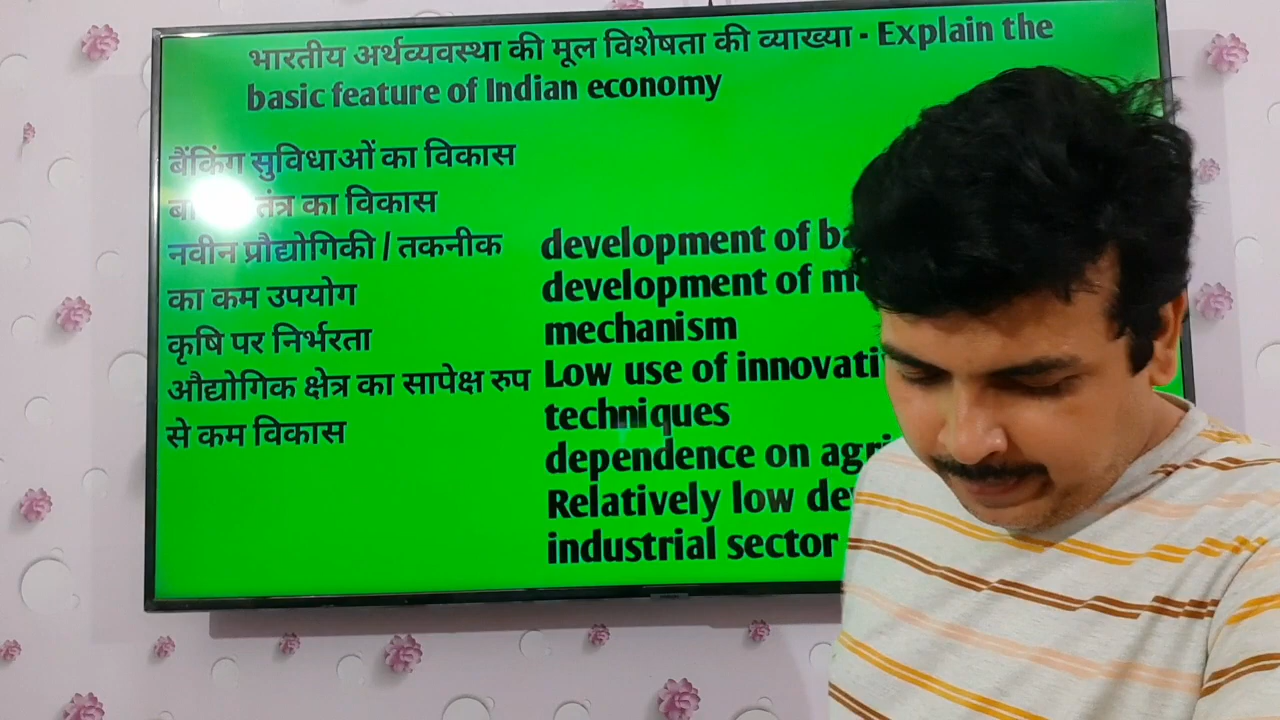 भारतीय अर्थव्यवस्था की मूल विशेषता की व्याख्या - Explain the
basic feature of Indian economy
बैंकिंग सुविधाओं का विकास
का विकास
नवीन प्रौद्योगिकी / तकनीक
का कम उपयोग
कृषि पर निर्भरता
औद्योगिक क्षेत्र का सापेक्ष रुप
से कम विकास
development of
development of
mechanism
Low use of
techniques
dependence on
Relatively low
industrial sector